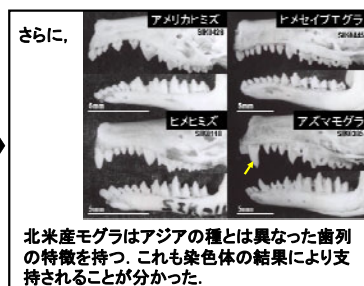 さらに,
アメリカヒミズ
ヒメセイブモグラ
ヒメヒミズ
アズマモグラ
5mm
5mm
北米産モグラはアジアの種とは異なった歯列
の特徴を持つ. これも染色体の結果により支
持されることが分かった.